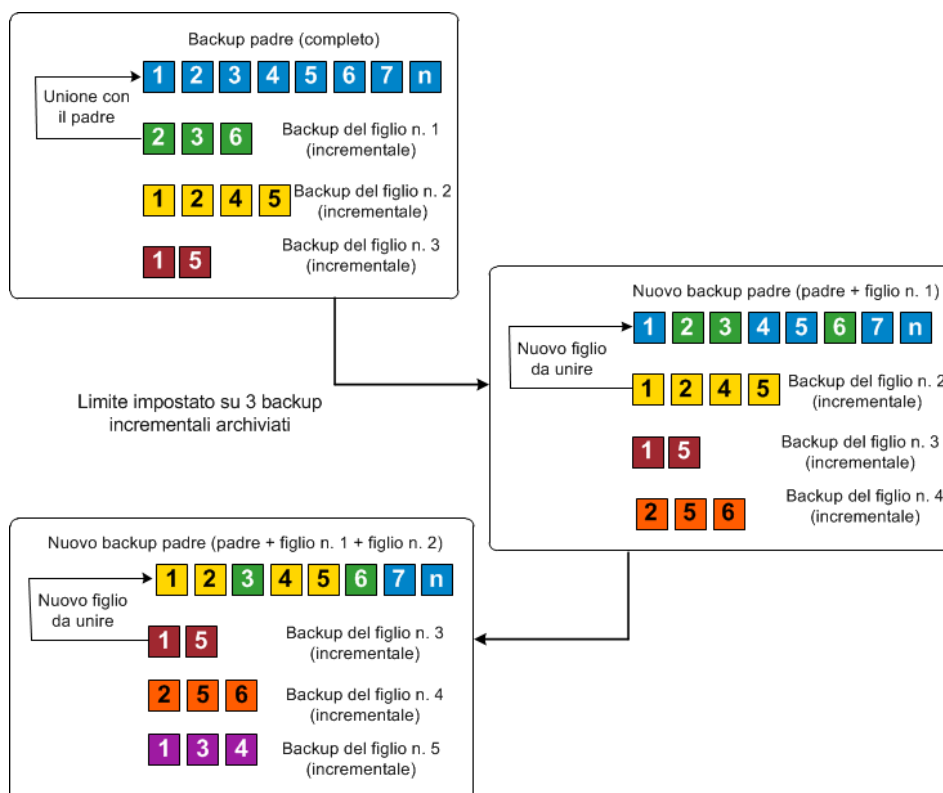 Backup padre (completo)
1 2 3 4 5 6 7 n
Unione con
il padre
2 3 6
Backup del figlio n. 1
(incrementale)
1 2 4 5
Backup del figlio n. 2
(incrementale)
1 5
Backup del figlio n. 3
(incrementale)
Limite impostato su 3 backup
incrementali archiviati
Nuovo backup padre (padre + figlio n. 1)
1 2 3 4 5 6 7 n
Nuovo figlio
da unire
1 2 4 5
Backup del figlio n. 2
(incrementale)
1 5
Backup del figlio n. 3
(incrementale)
2 5 6
Backup del figlio n. 4
(incrementale)
Nuovo backup padre (padre + figlio n. 1 + figlio n. 2)
1 2 3 4 5 6 7 n
Nuovo figlio
da unire
1 5
Backup del figlio n. 3
(incrementale)
2 5 6
Backup del figlio n. 4
(incrementale)
1 3 4
Backup del figlio n. 5
(incrementale)